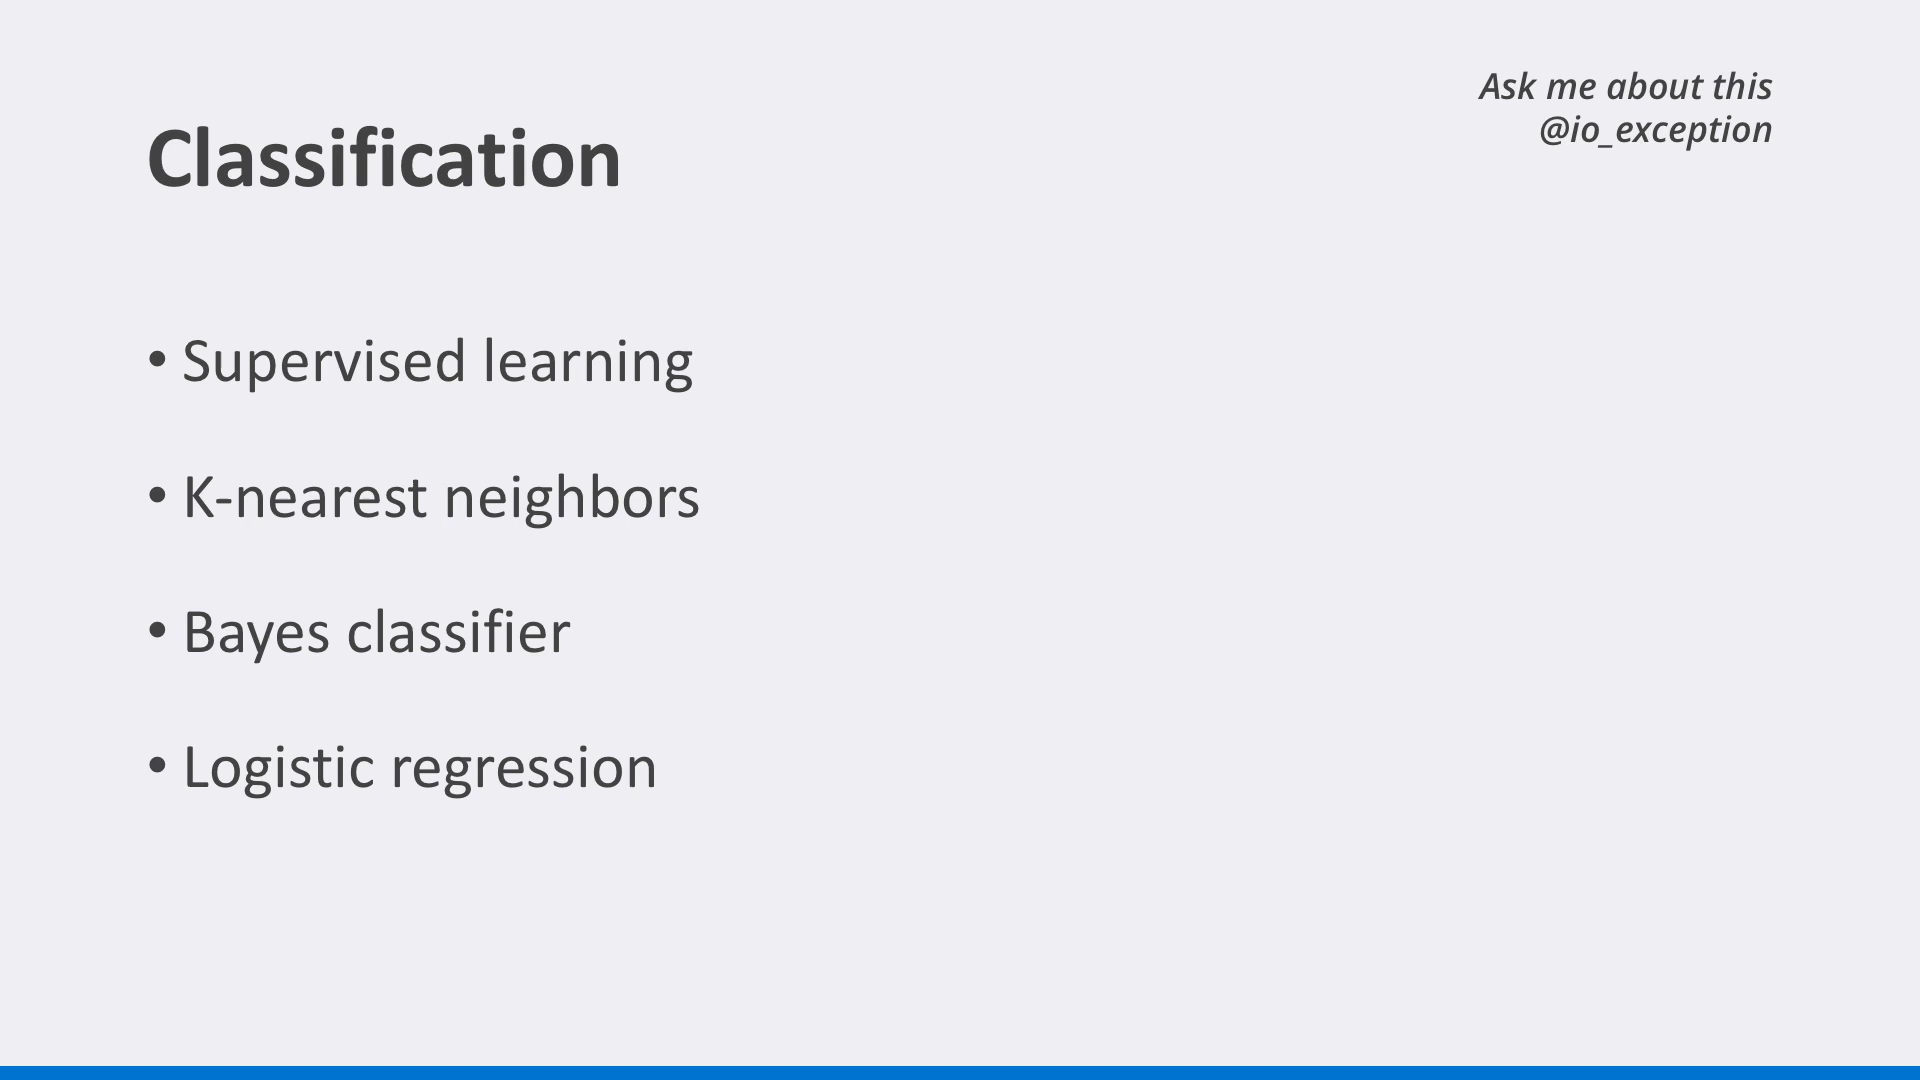 Ask me about this
@io_exception
Classification
• Supervised learning
• K-nearest neighbors
• Bayes classifier
• Logistic regression